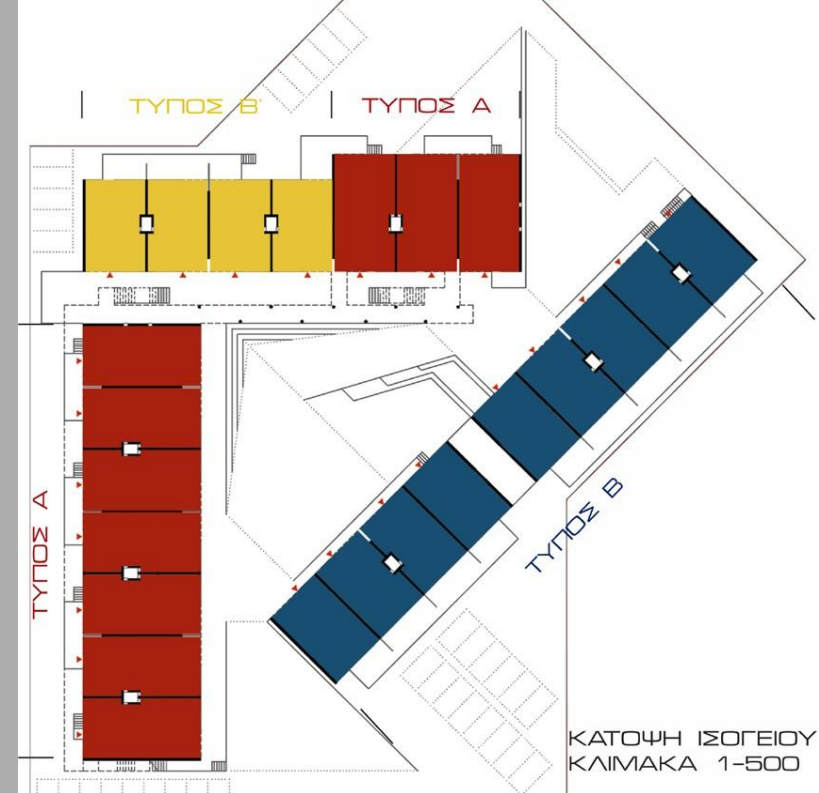 ΤΥΠΟΣ Β'
ΤΥΠΟΣ Α
ΤΥΠΟΣ Α
ΤΥΠΟΣ Β
ΚΑΤΟΨΗ ΙΣΟΓΕΙΟΥ
ΚΛΙΜΑΚΑ 1-500